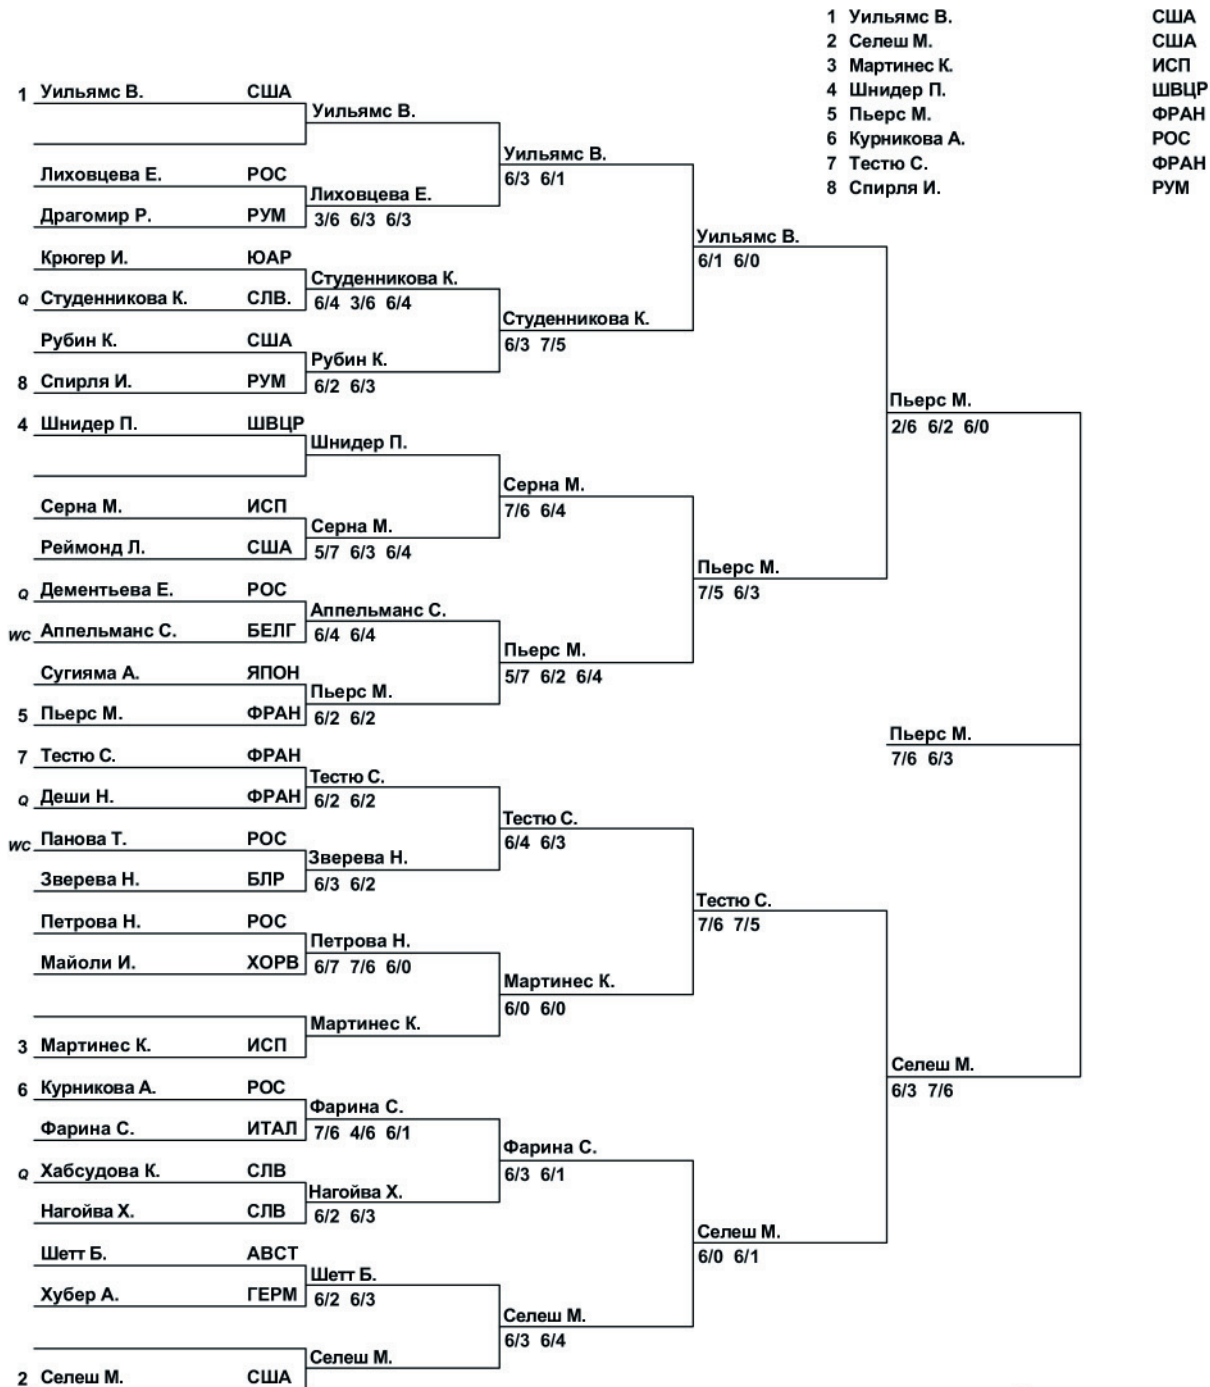 1 Уильямс В. США
2 Селеш М. США
3 Мартинес К. ИСП
4 Шнидер П. ШВЦР
5 Пьерс М. ФРАН
6 Курникова А. РОС
7 Тестю С. ФРАН
8 Спирля И. РУМ
1 Уильямс В. США
Уильямс В.
Уильямс В.
6/3 6/1
Лиховцева Е. РОС
Лиховцева Е.
Драгомир Р. РУМ
3/6 6/3 6/3
Уильямс В.
6/1 6/0
Крюгер И. ЮАР
Студенникова К.
Q Студенникова К. СЛВ.
6/4 3/6 6/4
Студенникова К.
6/3 7/5
Рубин К. США
Рубин К.
8 Спирля И. РУМ
6/2 6/3
Пьерс М.
2/6 6/2 6/0
4 Шнидер П. ШВЦР
Шнидер П.
Серна М.
7/6 6/4
Серна М. ИСП
Серна М.
Реймонд Л. США
5/7 6/3 6/4
Пьерс М.
7/5 6/3
Q Дементьева Е. РОС
Аппельманс С.
WC Аппельманс С. БЕЛГ
6/4 6/4
Пьерс М.
5/7 6/2 6/4
Сугияма А. ЯПОН
Пьерс М.
5 Пьерс М. ФРАН
6/2 6/2
Пьерс М.
7/6 6/3
7 Тестю С. ФРАН
Тестю С.
Q Деши Н. ФРАН
6/2 6/2
Тестю С.
6/4 6/3
WC Панова Т. РОС
Зверева Н.
Зверева Н. БЛР
6/3 6/2
Тестю С.
7/6 7/5
Петрова Н. РОС
Петрова Н.
Майоли И. ХОРВ
6/7 7/6 6/0
Мартинес К.
6/0 6/0
Мартинес К.
3 Мартинес К. ИСП
Селеш М.
6/3 7/6
6 Курникова А. РОС
Фарина С.
Фарина С. ИТАЛ
7/6 4/6 6/1
Фарина С.
6/3 6/1
Q Хабсудова К. СЛВ
Нагойва Х.
Нагойва Х. СЛВ
6/2 6/3
Селеш М.
6/0 6/1
Шетт Б. АВСТ
Шетт Б.
Хубер А. ГЕРМ
6/2 6/3
Селеш М.
6/3 6/4
Селеш М.
2 Селеш М. США